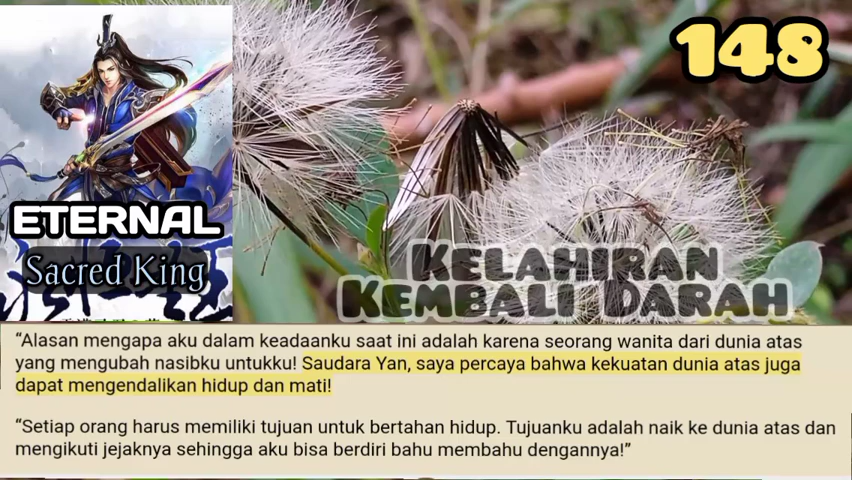 148
ETERNAL
Sacred King
KELAHIRAN
KEMBALI DARAH
“Alasan mengapa aku dalam keadaanku saat ini adalah karena seorang wanita dari dunia atas
yang mengubah nasibku untukku! Saudara Yan, saya percaya bahwa kekuatan dunia atas juga
dapat mengendalikan hidup dan mati!
“Setiap orang harus memiliki tujuan untuk bertahan hidup. Tujuanku adalah naik ke dunia atas dan
mengikuti jejaknya sehingga aku bisa berdiri bahu membahu dengannya!”